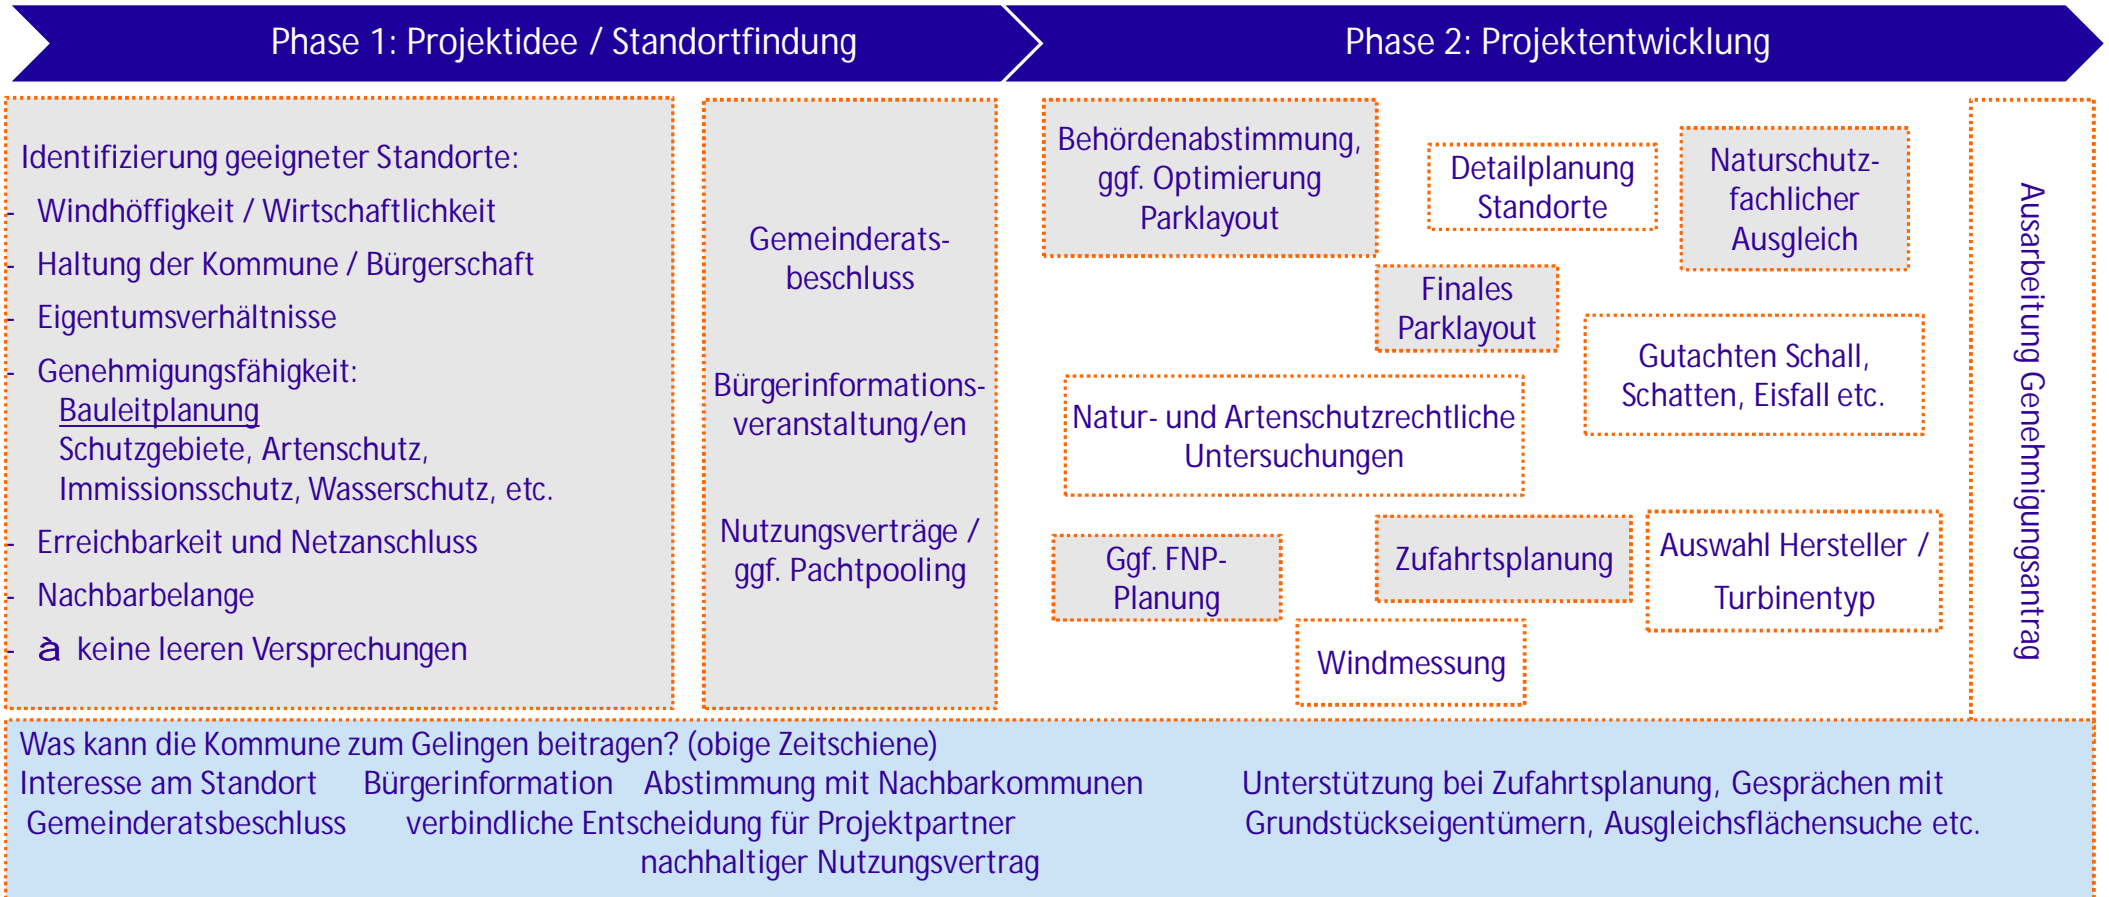 Phase 1: Projektidee / Standortfindung
Phase 2: Projektentwicklung
Identifizierung geeigneter Standorte:
- Windhöffigkeit / Wirtschaftlichkeit
- Haltung der Kommune / Bürgerschaft
- Eigentumsverhältnisse
- Genehmigungsfähigkeit:
Bauleitplanung
Schutzgebiete, Artenschutz,
Immissionsschutz, Wasserschutz, etc.
- Erreichbarkeit und Netzanschluss
- Nachbarbelange
- à keine leeren Versprechungen
Gemeinderats-
beschluss
Bürgerinformations-
veranstaltung/en
Nutzungsverträge /
ggf. Pachtpooling
Behördenabstimmung,
ggf. Optimierung
Parklayout
Detailplanung
Standorte
Naturschutz-
fachlicher
Ausgleich
Finales
Parklayout
Gutachten Schall,
Schatten, Eisfall etc.
Natur- und Artenschutzrechtliche
Untersuchungen
Ggf. FNP-
Planung
Zufahrtsplanung
Auswahl Hersteller /
Turbinentyp
Windmessung
Ausarbeitung Genehmigungsantrag
Was kann die Kommune zum Gelingen beitragen? (obige Zeitschiene)
Interesse am Standort Bürgerinformation Abstimmung mit Nachbarkommunen Unterstützung bei Zufahrtsplanung, Gesprächen mit
Gemeinderatsbeschluss verbindliche Entscheidung für Projektpartner Grundstückseigentümern, Ausgleichsflächensuche etc.
nachhaltiger Nutzungsvertrag